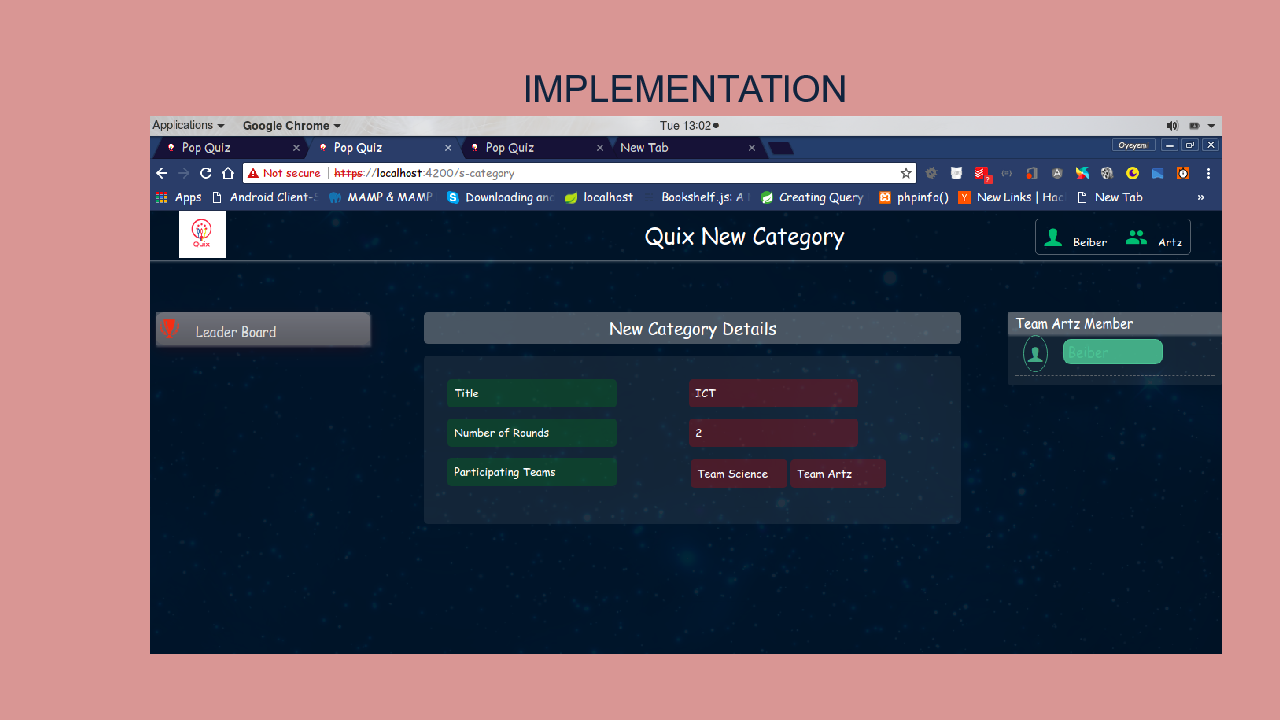 IMPLEMENTATION
Applications Google Chrome Tue 13:02
Pop Quiz Pop Quiz Pop Quiz New Tab
Not secure https://localhost:4200/s-category
Apps Android Client-S MAMP & MAMP Downloading and localhost Bookshelf.js: A creating Query phpinfo() New Links | Hac New Tab »
Quix
Quix New Category
Beiber Artz
Leader Board
New Category Details
Team Artz Member
Beiber
Title ICT
Number of Rounds 2
Participating Teams Team Science Team Artz